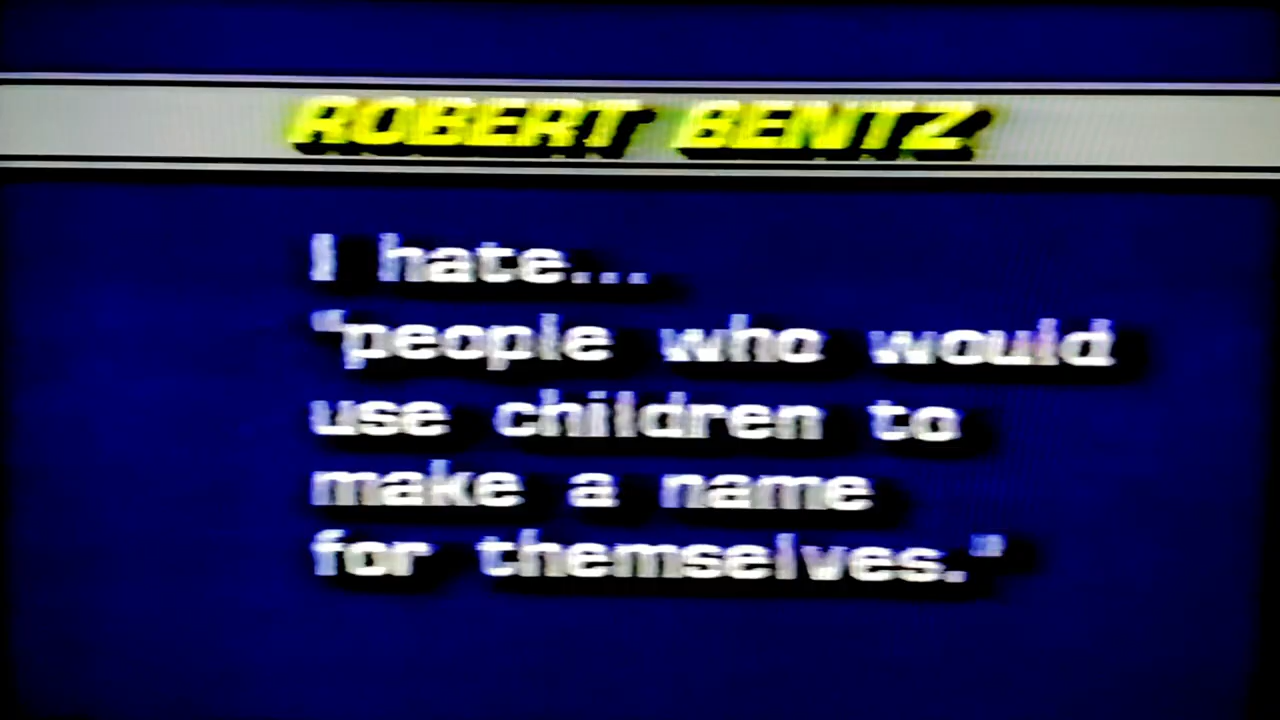 ROBERT BENTZ
I hate...
"people who would
use children to
make a name
for themselves."